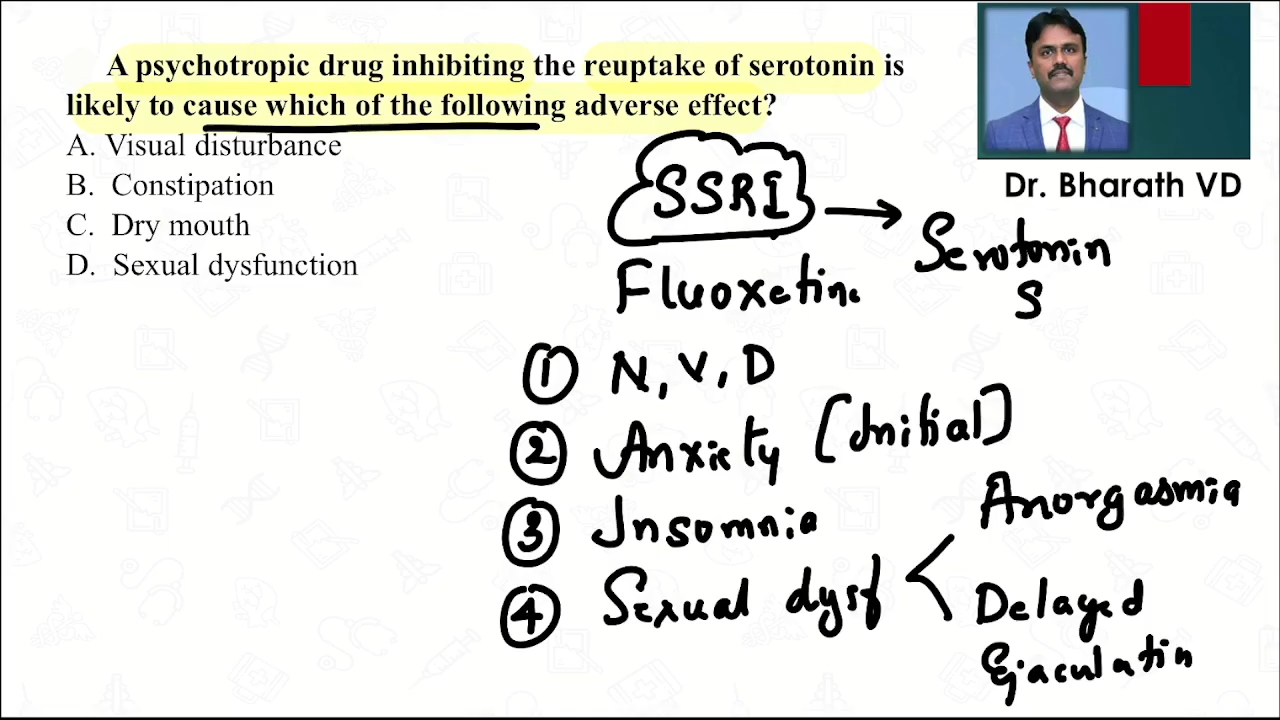 A psychotropic drug inhibiting the reuptake of serotonin is
likely to cause which of the following adverse effect?
A. Visual disturbance
B. Constipation
C. Dry mouth
D. Sexual dysfunction
Dr. Bharath VD
SSRI → Serotonin
S
Fluoxetine
① N, V, D
② Anxiety [Initial]
③ Insomnia
④ Sexual dysf < Anorgasmia
Delayed
Ejaculatin